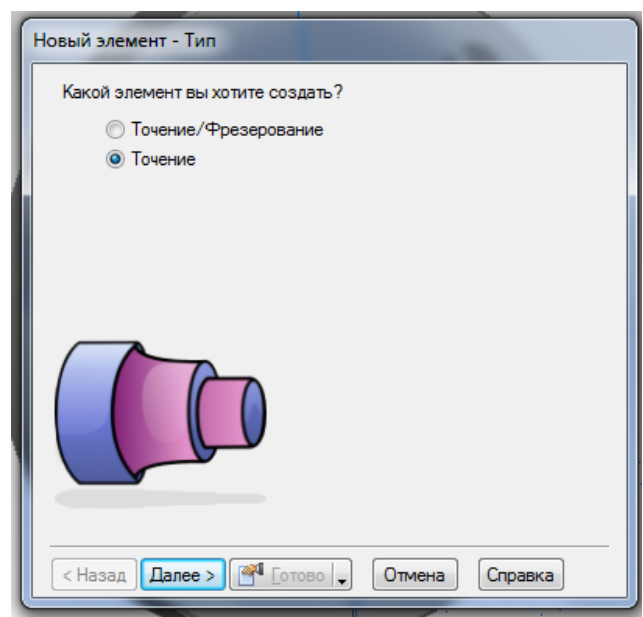 Новый элемент - Тип
Какой элемент вы хотите создать?
Точение/Фрезерование
Точение
< Назад Далее > Готово Отмена Справка